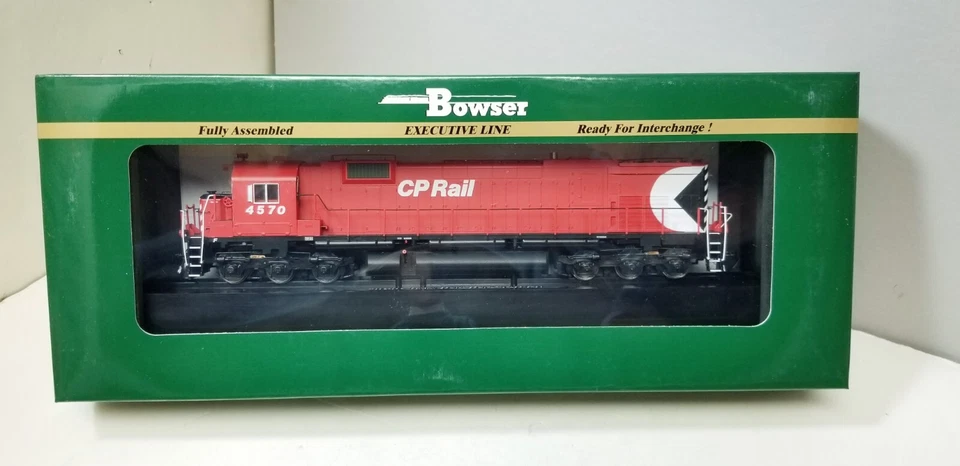 Bowser
Fully Assembled EXECUTIVE LINE Ready For Interchange !
CP Rail
4570